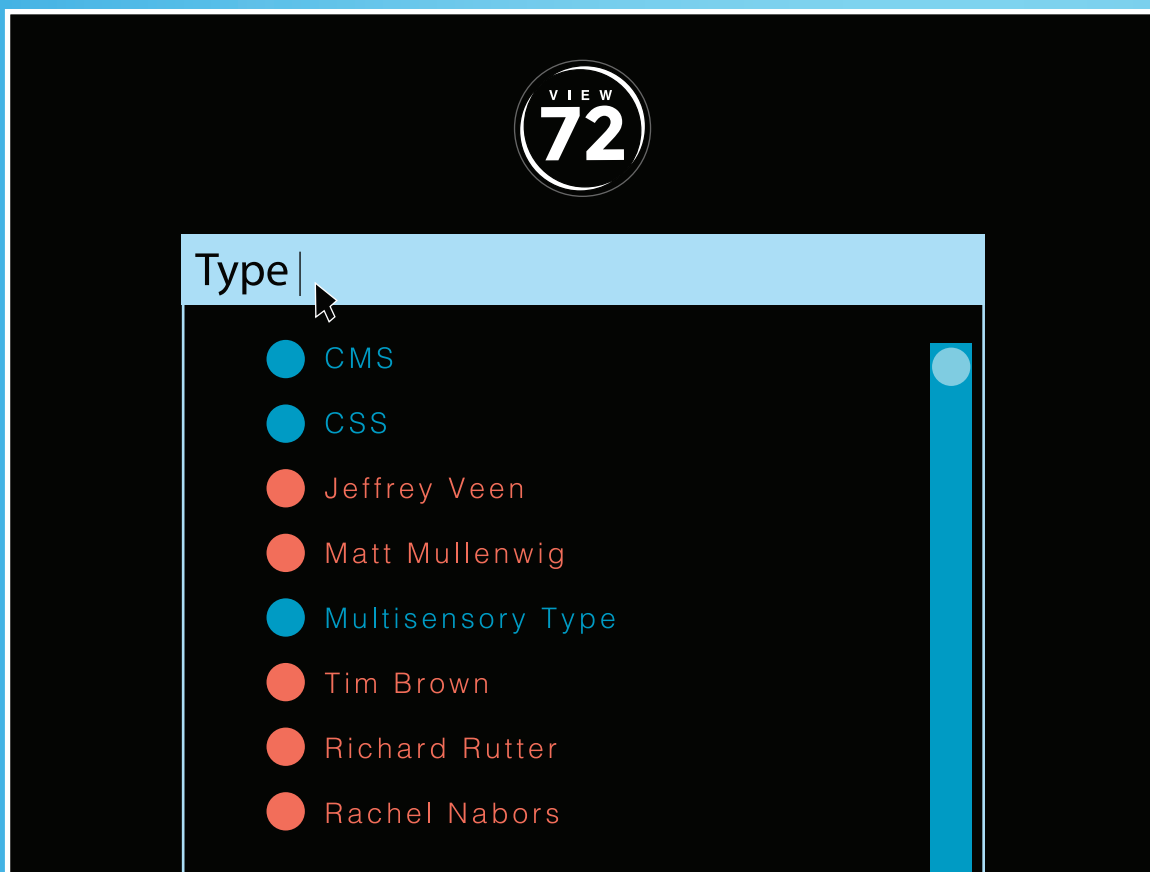 VIEW
72
Type
CMS
CSS
Jeffrey Veen
Matt Mullenwig
Multisensory Type
Tim Brown
Richard Rutter
Rachel Nabors